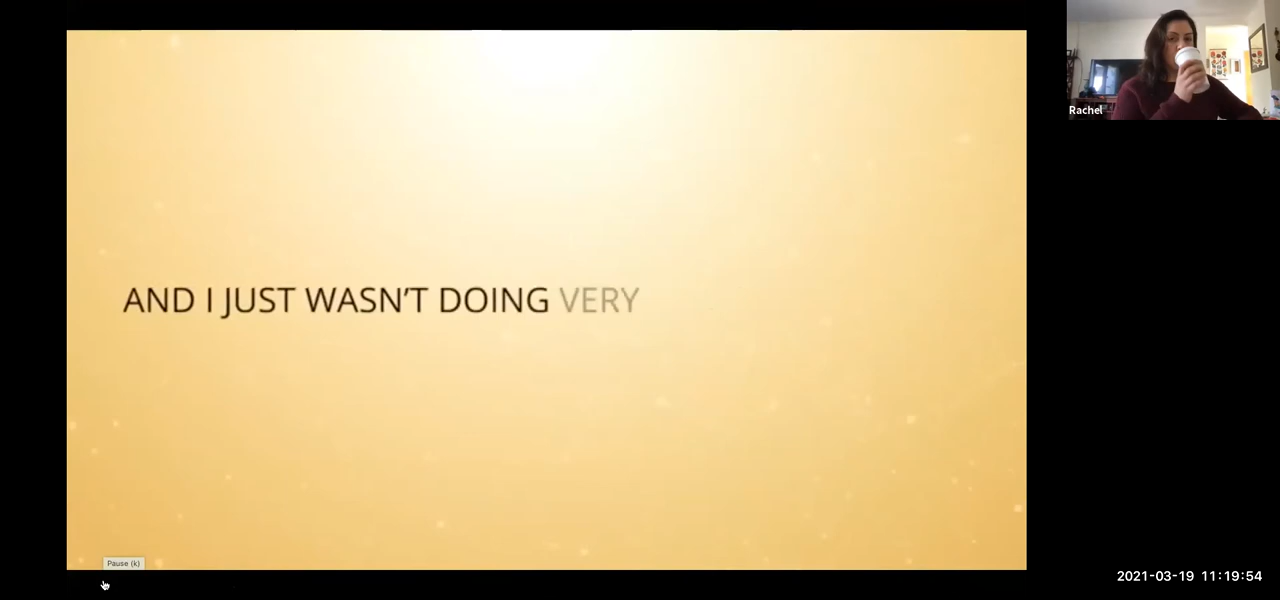 Rachel
AND I JUST WASN'T DOING VERY
Pause (k)
2021-03-19 11:19:54